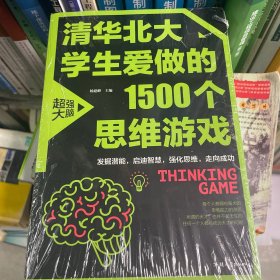 清华北大
学生爱做的
超强大脑
1500个
思维游戏
发掘潜能，启迪智慧，强化思维，走向成功
THINKING
GAME